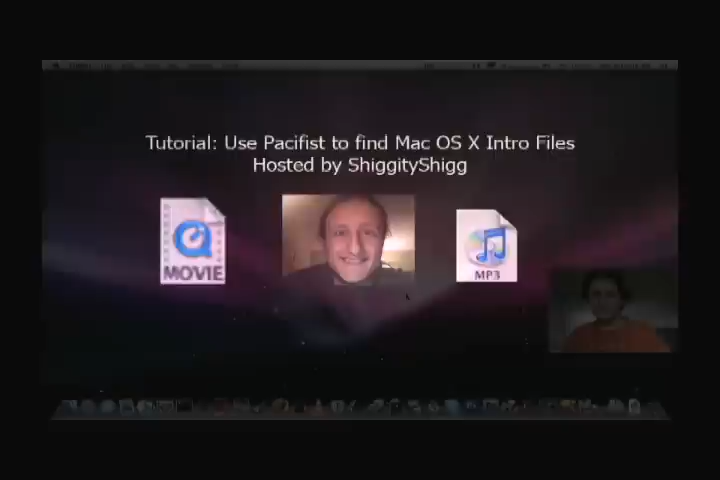 Tutorial: Use Pacifist to find Mac OS X Intro Files
Hosted by ShiggityShigg
MOVIE
MP3